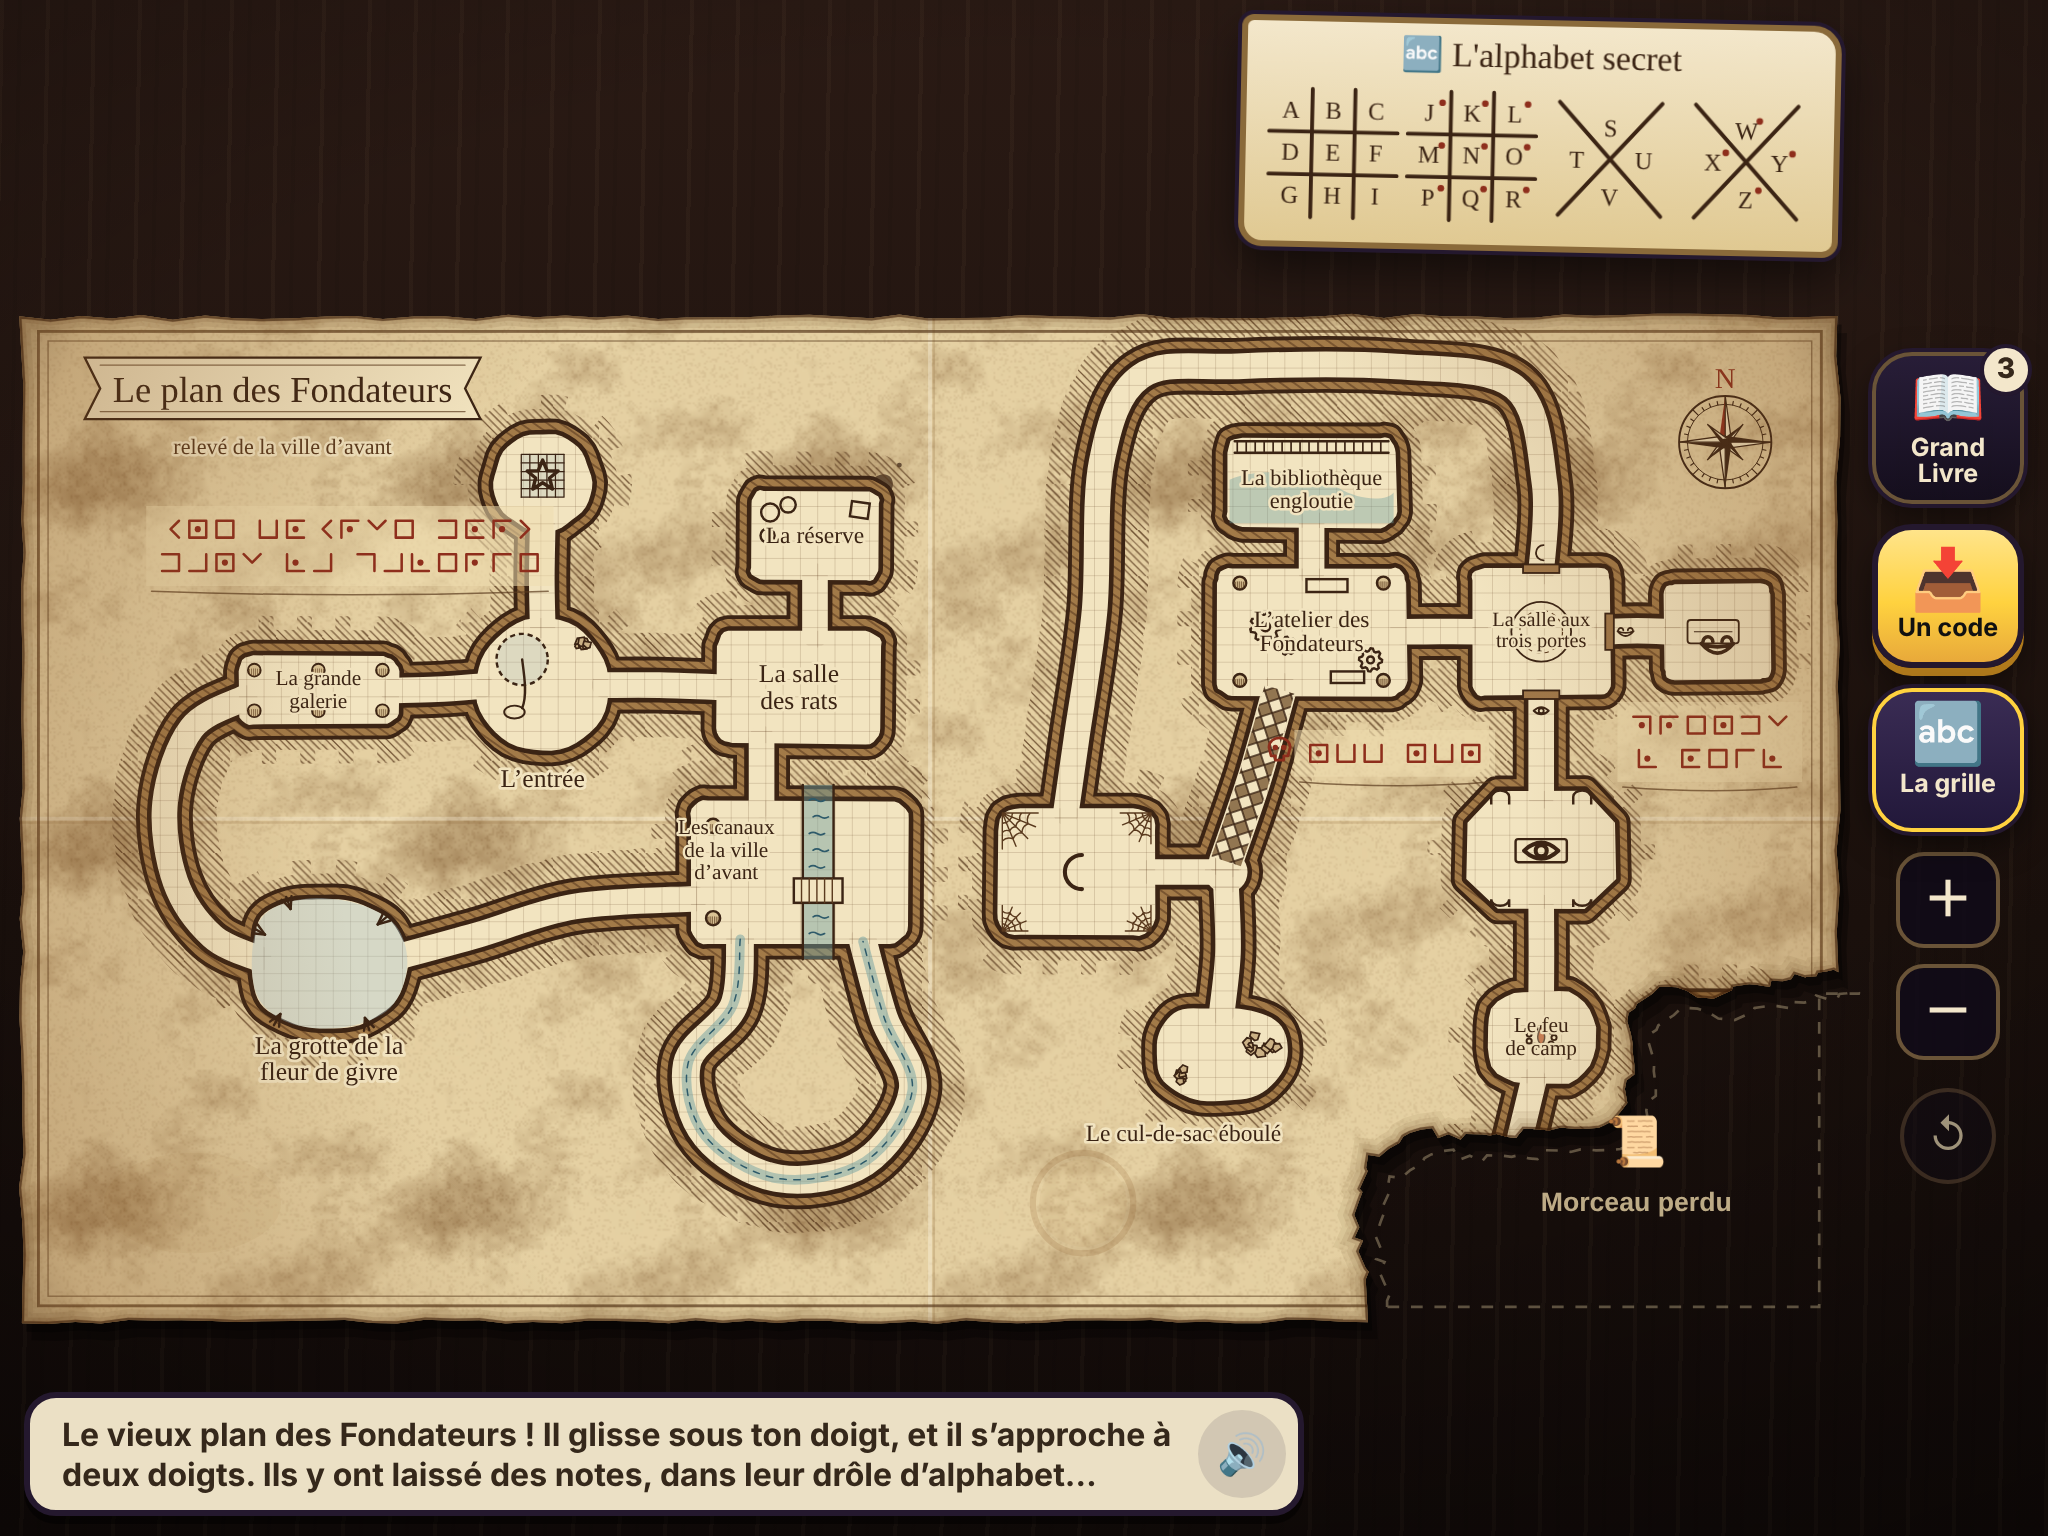 abc L'alphabet secret
A B C J K L S W
D E F M N O T U X Y
G H I P Q R V Z
Le plan des Fondateurs
relevé de la ville d’avant
N
La bibliothèque
engloutie
La réserve
L’atelier des
Fondateurs
La salle aux
trois portes
La grande
galerie
La salle
des rats
L’entrée
Les canaux
de la ville
d’avant
La grotte de la
fleur de givre
Le feu
de camp
Le cul-de-sac éboulé
Morceau perdu
3
Grand
Livre
Un code
abc
La grille
+
−
Le vieux plan des Fondateurs ! Il glisse sous ton doigt, et il s’approche à
deux doigts. Ils y ont laissé des notes, dans leur drôle d’alphabet…